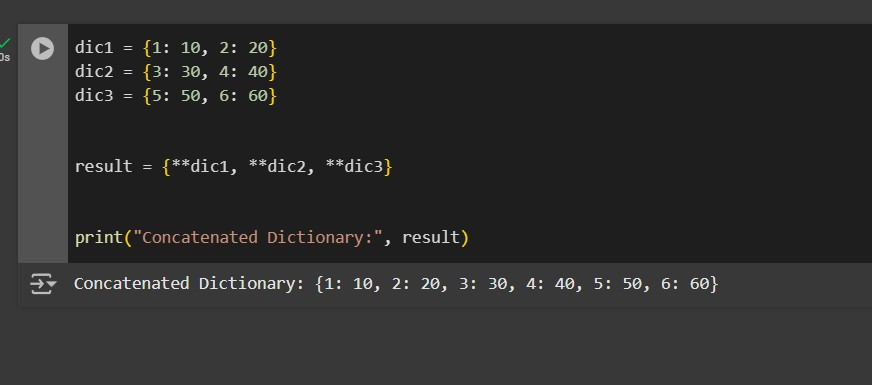 dic1 = {1: 10, 2: 20}
0s
dic2 = {3: 30, 4: 40}
dic3 = {5: 50, 6: 60}
result = {**dic1, **dic2, **dic3}
print("Concatenated Dictionary:", result)
Concatenated Dictionary: {1: 10, 2: 20, 3: 30, 4: 40, 5: 50, 6: 60}